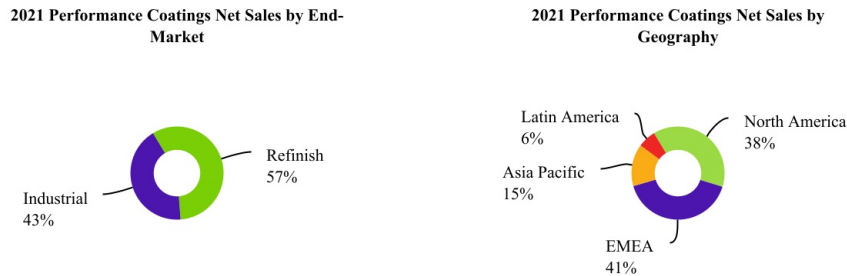 2021 Performance Coatings Net Sales by End-
Market
Refinish
57%
Industrial
43%
2021 Performance Coatings Net Sales by
Geography
Latin America
6%
North America
38%
Asia Pacific
15%
EMEA
41%